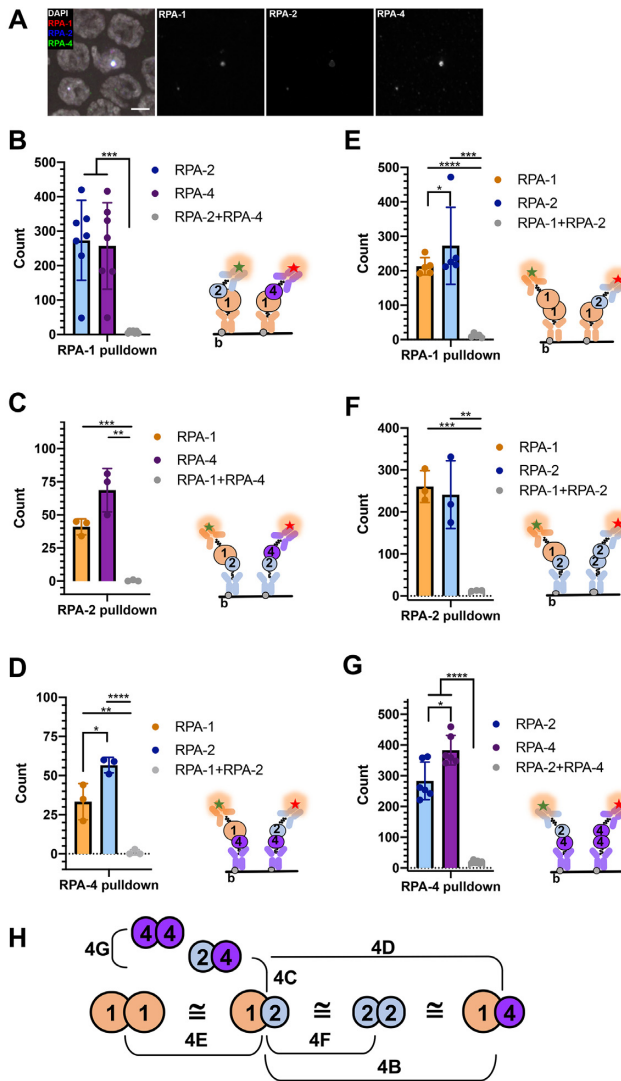 A
DAPI
RPA-1
RPA-2
RPA-4
RPA-1
RPA-2
RPA-4
B
500
400
300
200
100
0
Count
***
RPA-2
RPA-4
RPA-2+RPA-4
RPA-1 pulldown
2
1
4
1
b
C
75
50
25
0
Count
***
**
RPA-1
RPA-4
RPA-1+RPA-4
RPA-2 pulldown
1
2
4
2
b
D
100
75
50
25
0
Count
****
**
*
RPA-1
RPA-2
RPA-1+RPA-2
RPA-4 pulldown
1
4
2
4
b
E
500
400
300
200
100
0
Count
***
****
*
RPA-1
RPA-2
RPA-1+RPA-2
RPA-1 pulldown
1
1
2
1
b
F
400
300
200
100
0
Count
**
***
RPA-1
RPA-2
RPA-1+RPA-2
RPA-2 pulldown
1
2
2
2
b
G
500
400
300
200
100
0
Count
****
*
RPA-2
RPA-4
RPA-2+RPA-4
RPA-4 pulldown
2
4
4
4
b
H
4G
4 4
2 4
4C
4D
1 1 ≅ 1 2 ≅ 2 2 ≅ 1 4
4E
4F
4B